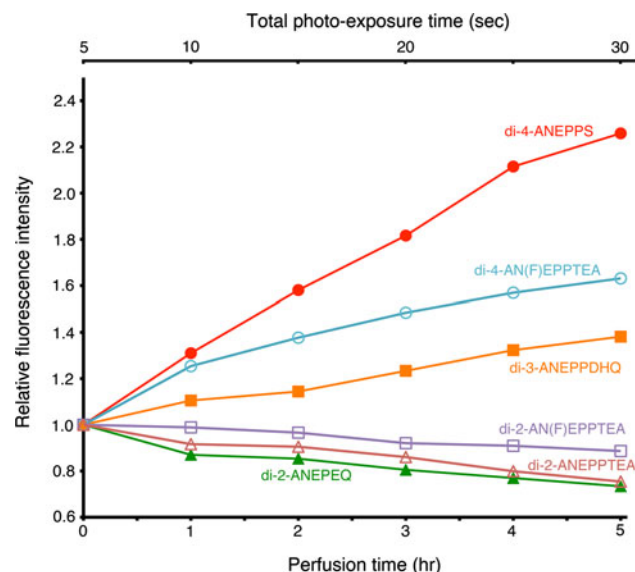 Total photo-exposure time (sec)
5 10 20 30
2.4
di-4-ANEPPS
2.2
2.0
1.8
di-4-AN(F)EPPTEA
1.6
1.4
di-3-ANEPPDHQ
1.2
di-2-AN(F)EPPTEA
1.0
di-2-ANEPPTEA
0.8
di-2-ANEPEQ
0.6
Relative fluorescence intensity
0 1 2 3 4 5
Perfusion time (hr)